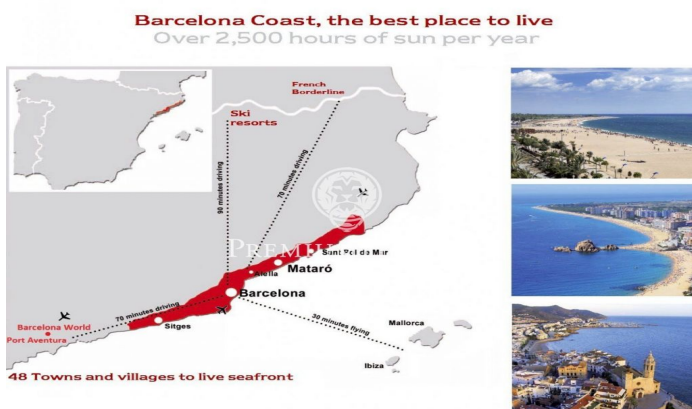 Barcelona Coast, the best place to live
Over 2,500 hours of sun per year
French
Borderline
Ski
resorts
90 minutes driving
70 minutes driving
Sant Pol de Mar
Mataró
Alella
Barcelona
70 minutes driving
Barcelona World
Port Aventura
Sitges
30 minutes flying
Mallorca
Ibiza
48 Towns and villages to live seafront